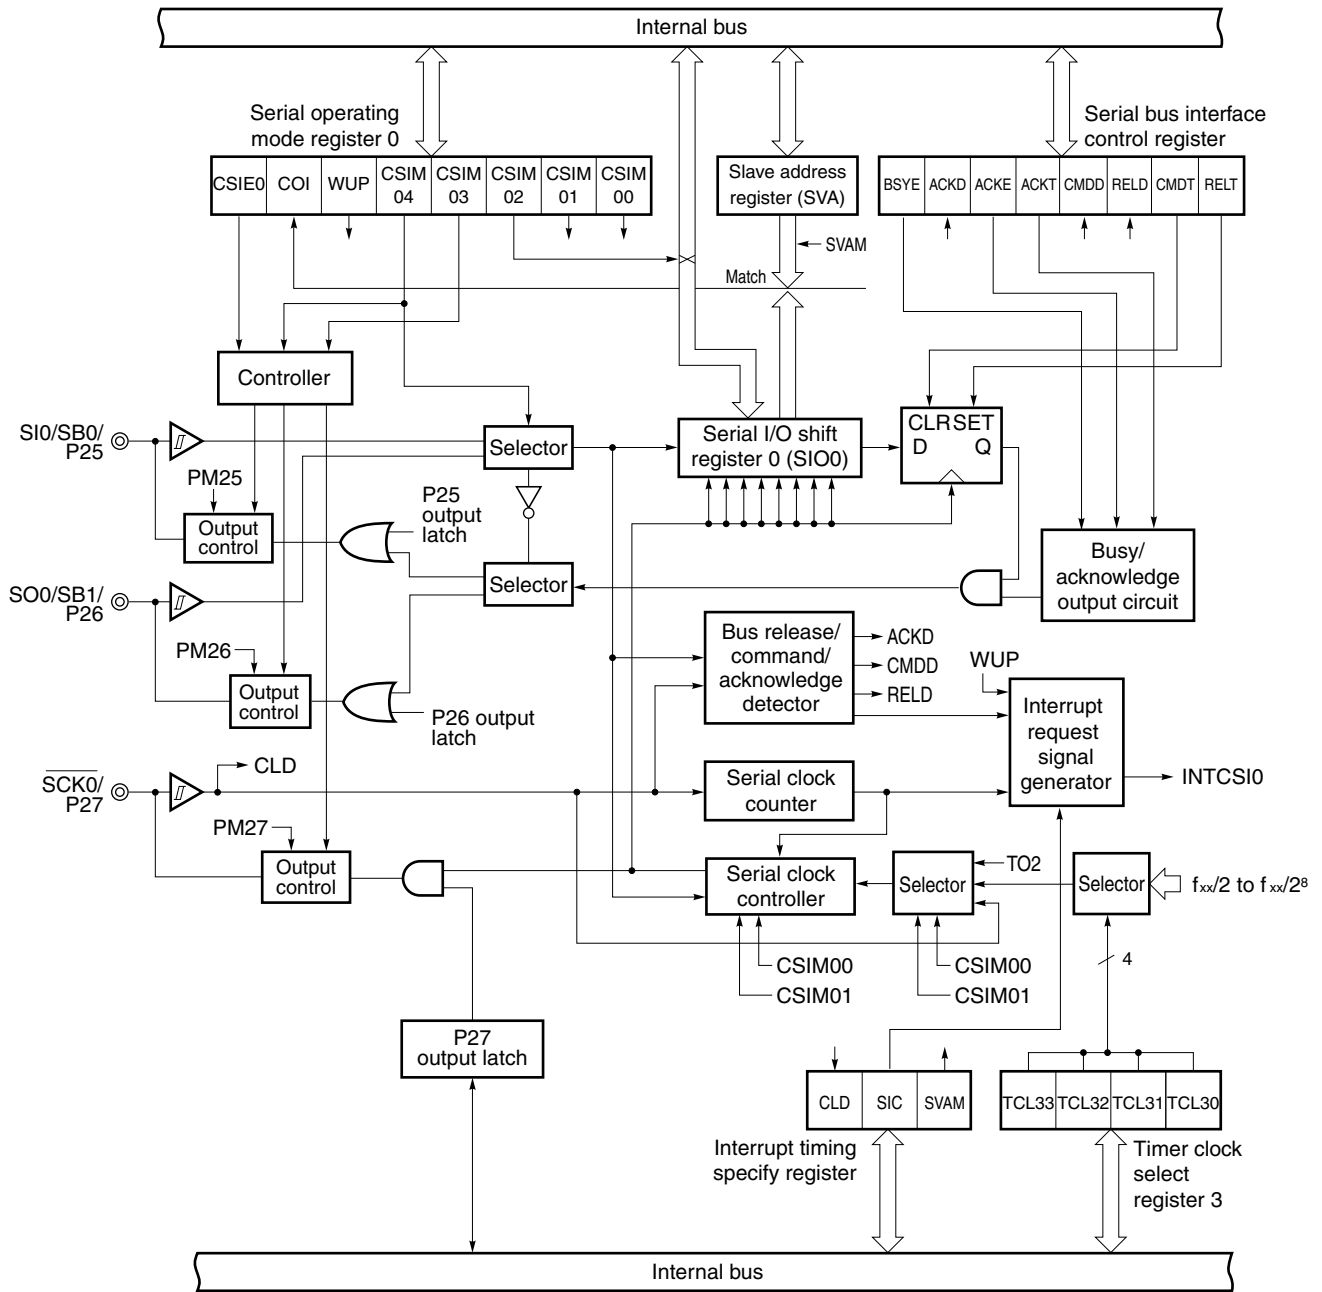 Internal bus
Serial operating
mode register 0
Serial bus interface
control register
CSIE0
COI
WUP
CSIM
04
CSIM
03
CSIM
02
CSIM
01
CSIM
00
Slave address
register (SVA)
BSYE
ACKD
ACKE
ACKT
CMDD
RELD
CMDT
RELT
SVAM
Match
Controller
SI0/SB0/
P25
Selector
Serial I/O shift
register 0 (SIO0)
CLR SET
D Q
PM25
Output
control
P25
output
latch
Busy/
acknowledge
output circuit
SO0/SB1/
P26
Selector
Bus release/
command/
acknowledge
detector
ACKD
CMDD
RELD
WUP
PM26
Output
control
P26 output
latch
Interrupt
request
signal
generator
INTCSI0
SCK0/
P27
CLD
Serial clock
counter
PM27
Output
control
Serial clock
controller
Selector
TO2
Selector
fxx/2 to fxx/2⁸
4
CSIM00
CSIM01
CSIM00
CSIM01
P27
output latch
CLD
SIC
SVAM
TCL33
TCL32
TCL31
TCL30
Interrupt timing
specify register
Timer clock
select
register 3
Internal bus